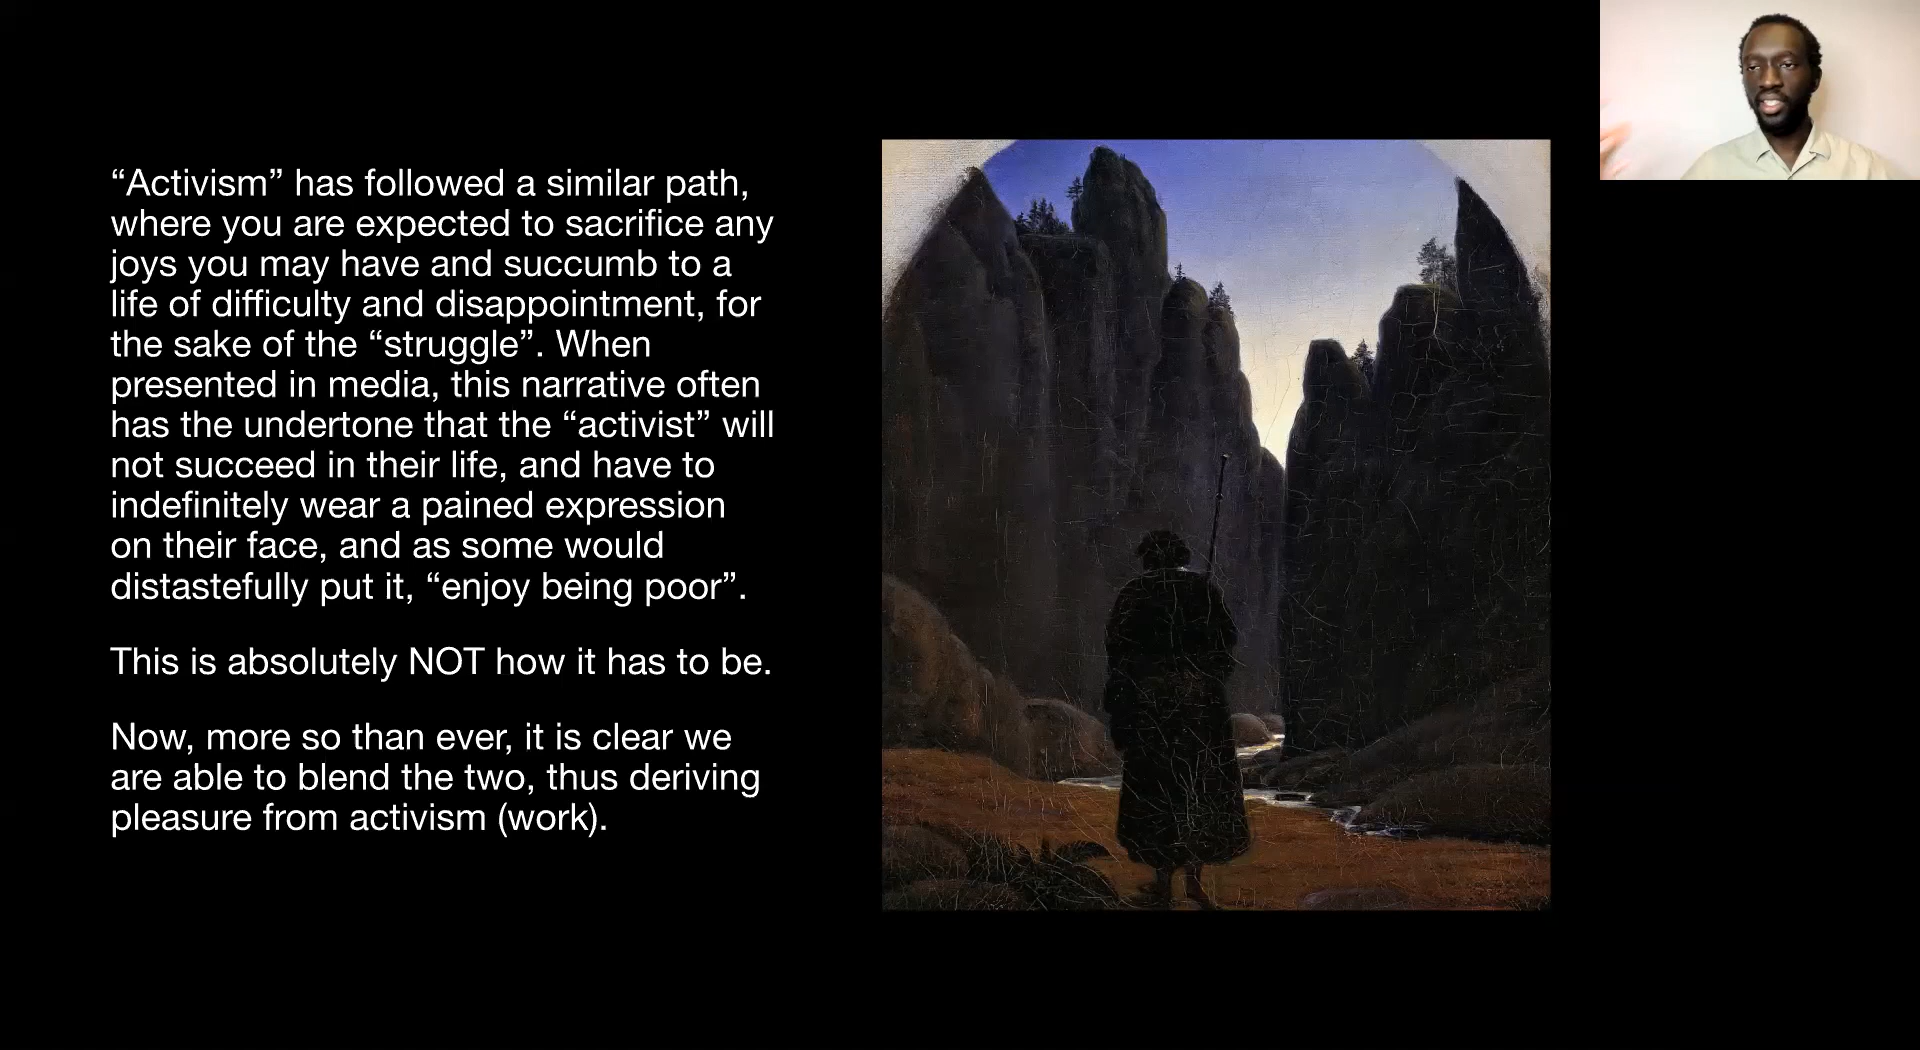 “Activism” has followed a similar path,
where you are expected to sacrifice any
joys you may have and succumb to a
life of difficulty and disappointment, for
the sake of the “struggle”. When
presented in media, this narrative often
has the undertone that the “activist” will
not succeed in their life, and have to
indefinitely wear a pained expression
on their face, and as some would
distastefully put it, “enjoy being poor”.
This is absolutely NOT how it has to be.
Now, more so than ever, it is clear we
are able to blend the two, thus deriving
pleasure from activism (work).